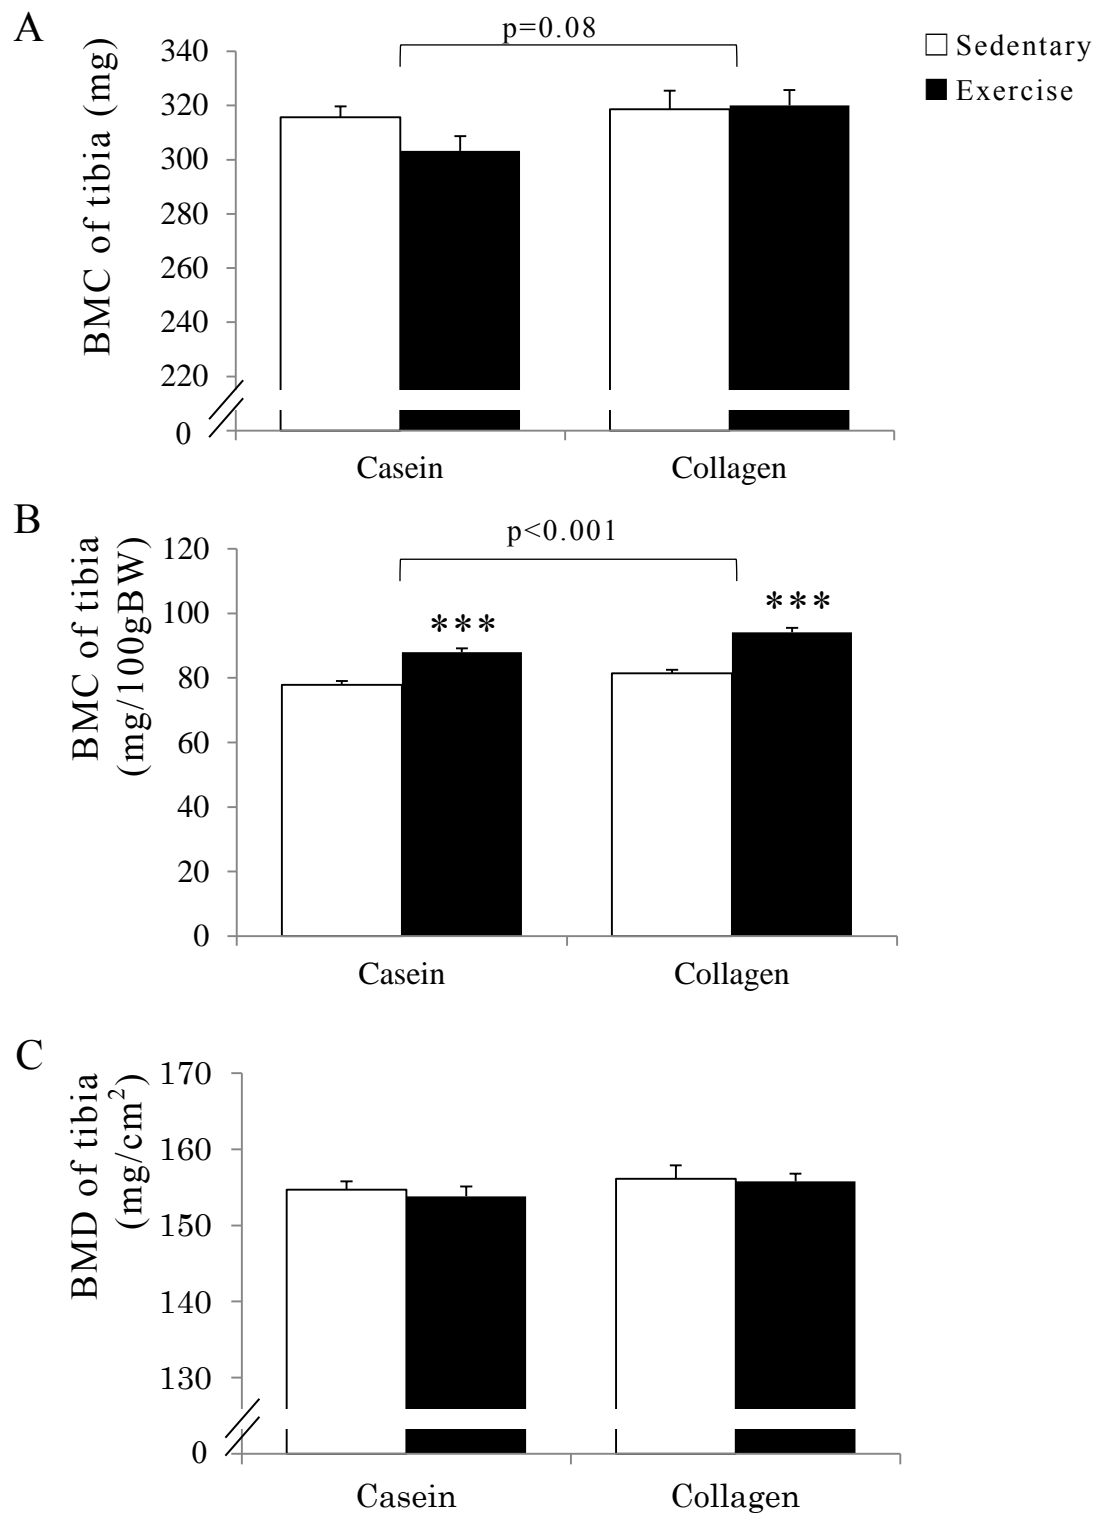 A
p=0.08
Sedentary
Exercise
BMC of tibia (mg)
340
320
300
280
260
240
220
0
Casein Collagen
B
p<0.001
BMC of tibia
(mg/100gBW)
120
100
80
60
40
20
0
***
***
Casein Collagen
C
BMD of tibia
(mg/cm²)
170
160
150
140
130
0
Casein Collagen